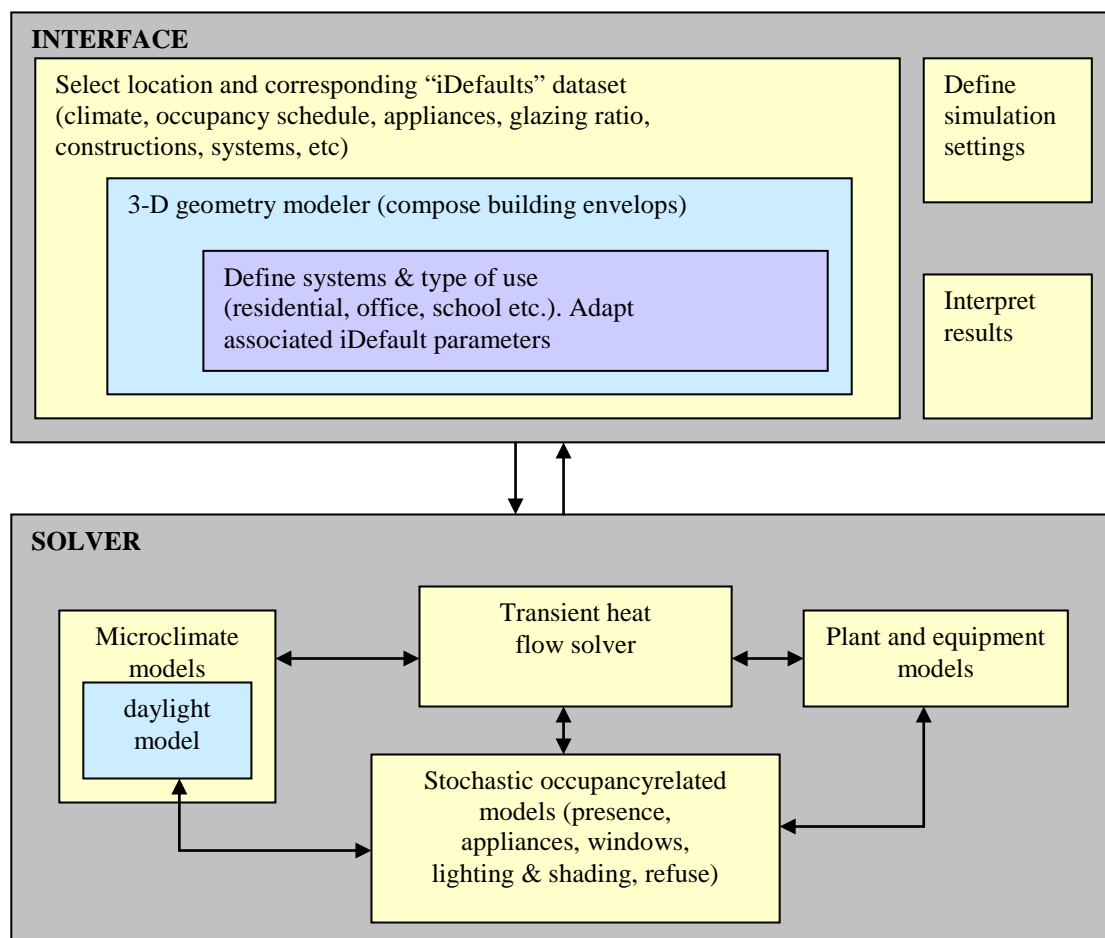 INTERFACE
Select location and corresponding “iDefaults” dataset
(climate, occupancy schedule, appliances, glazing ratio,
constructions, systems, etc)
3-D geometry modeler (compose building envelops)
Define systems & type of use
(residential, office, school etc.). Adapt
associated iDefault parameters
Define
simulation
settings
Interpret
results
SOLVER
Microclimate
models
daylight
model
Transient heat
flow solver
Plant and equipment
models
Stochastic occupancyrelated
models (presence,
appliances, windows,
lighting & shading, refuse)